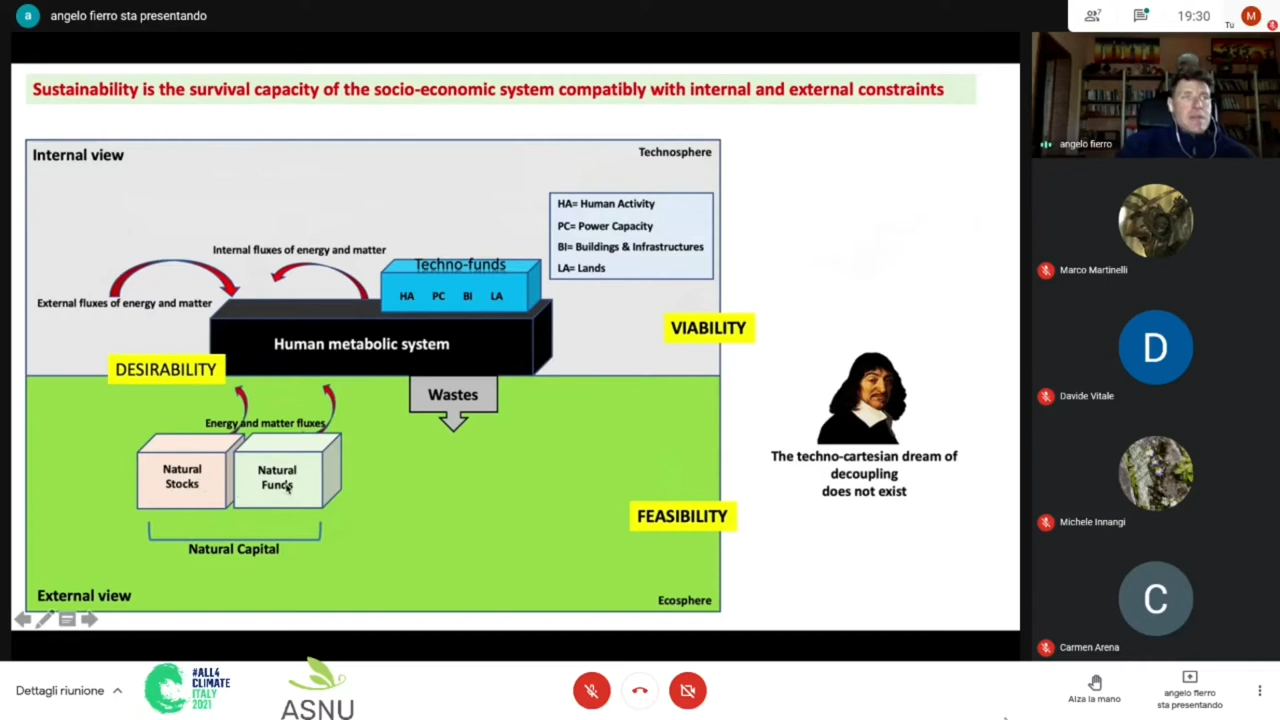 a
angelo fierro sta presentando
7
19:30
Tu
M
Sustainability is the survival capacity of the socio-economic system compatibly with internal and external constraints
Internal view
Technosphere
HA= Human Activity
PC= Power Capacity
BI= Buildings & Infrastructures
LA= Lands
Internal fluxes of energy and matter
Techno-funds
HA PC BI LA
External fluxes of energy and matter
Human metabolic system
VIABILITY
DESIRABILITY
Wastes
Energy and matter fluxes
Natural
Stocks
Natural
Funds
Natural Capital
FEASIBILITY
External view
Ecosphere
The techno-cartesian dream of
decoupling
does not exist
angelo fierro
Marco Martinelli
D
Davide Vitale
Michele Innangi
C
Carmen Arena
Dettagli riunione
#ALL4
CLIMATE
ITALY
2021
ASNU
Alza la mano
angelo fierro
sta presentando